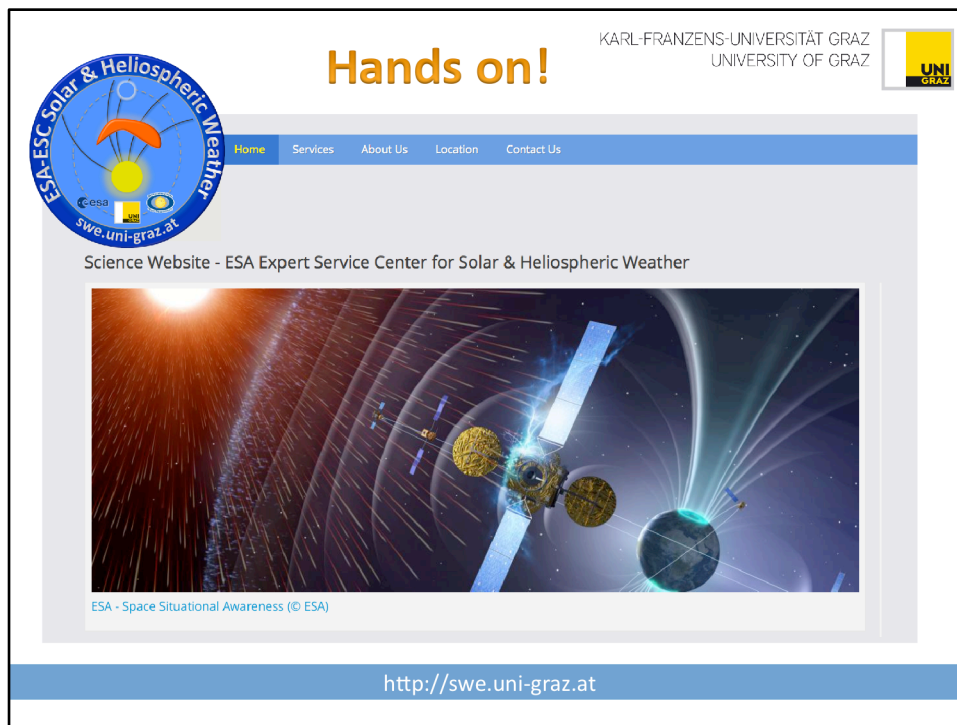 Hands on!
KARL-FRANZENS-UNIVERSITÄT GRAZ
UNIVERSITY OF GRAZ
UNI
GRAZ
ESA-ESC Solar & Heliospheric Weather
esa
UNI
GRAZ
swe.uni-graz.at
Home Services About Us Location Contact Us
Science Website - ESA Expert Service Center for Solar & Heliospheric Weather
ESA - Space Situational Awareness (© ESA)
http://swe.uni-graz.at